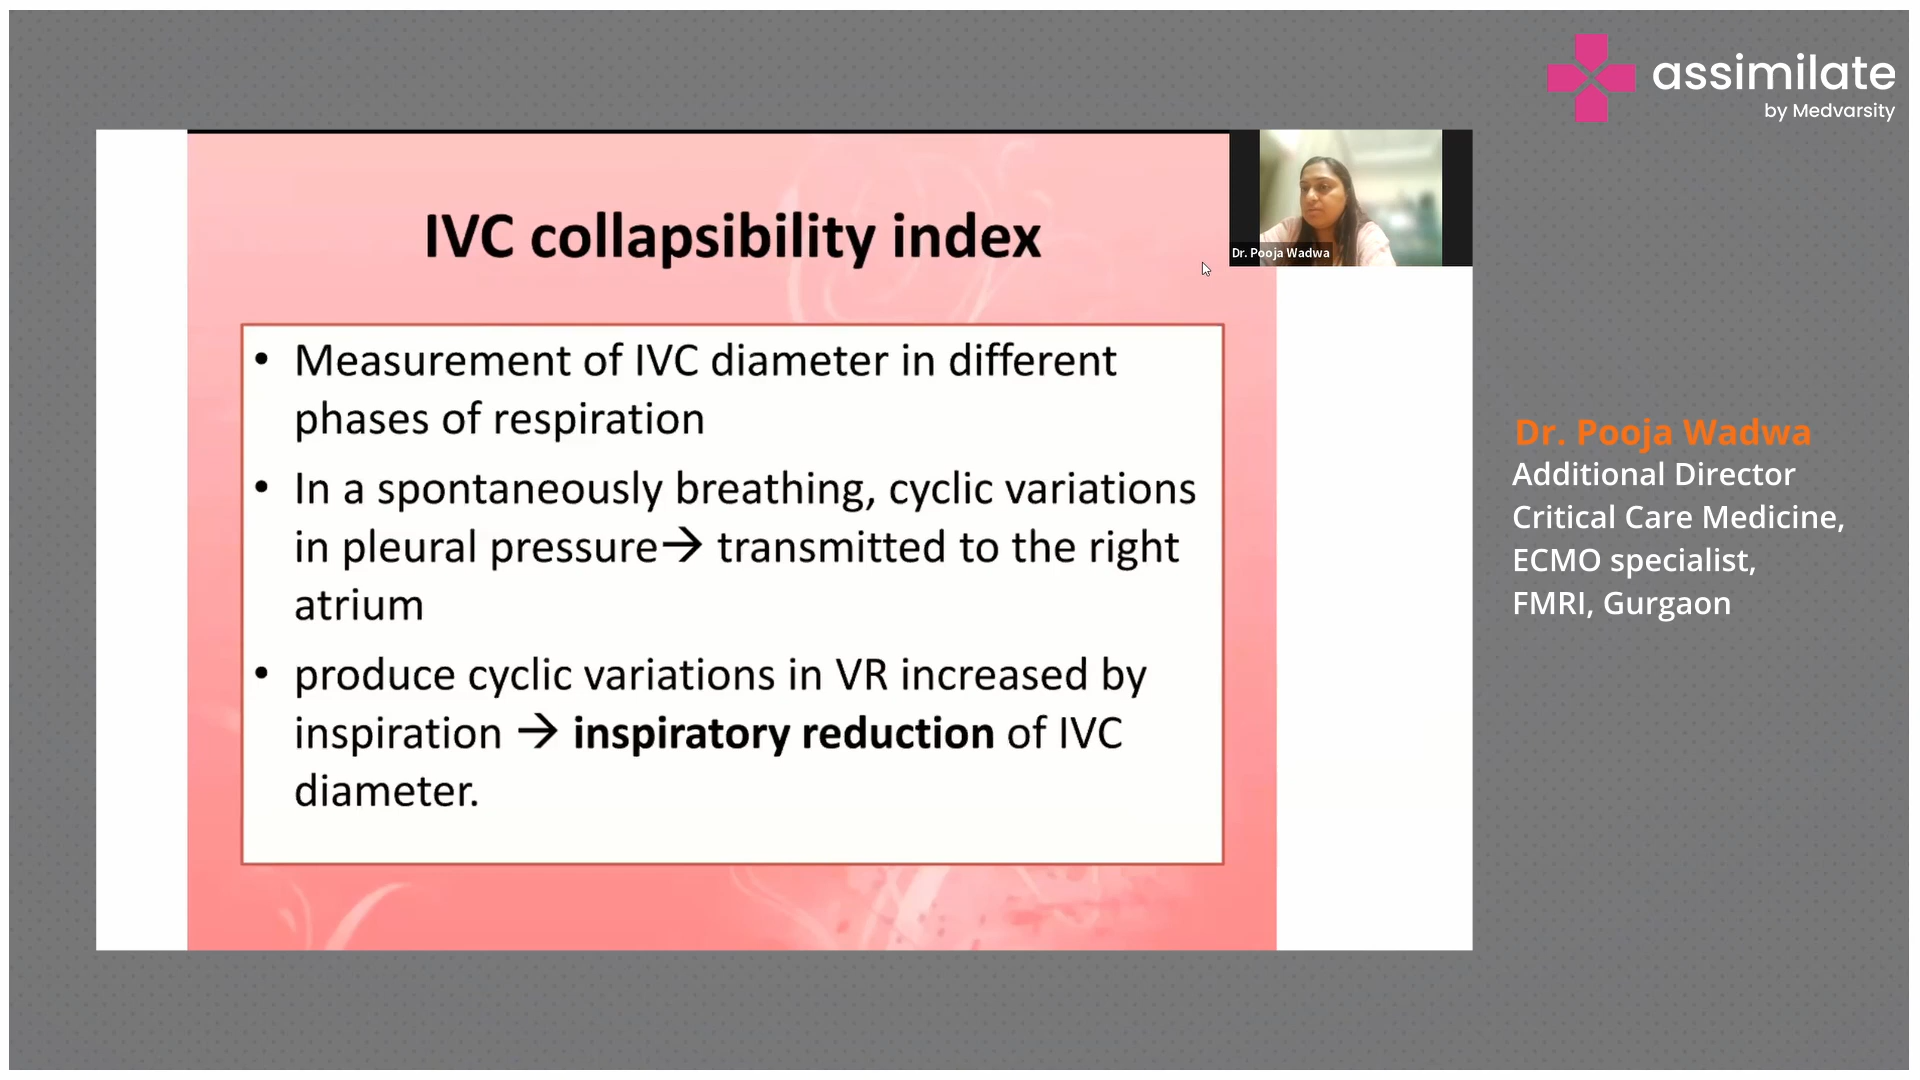 assimilate
by Medvarsity
IVC collapsibility index
Dr. Pooja Wadwa
• Measurement of IVC diameter in different
phases of respiration
• In a spontaneously breathing, cyclic variations
in pleural pressure→ transmitted to the right
atrium
• produce cyclic variations in VR increased by
inspiration → inspiratory reduction of IVC
diameter.
Dr. Pooja Wadwa
Additional Director
Critical Care Medicine,
ECMO specialist,
FMRI, Gurgaon